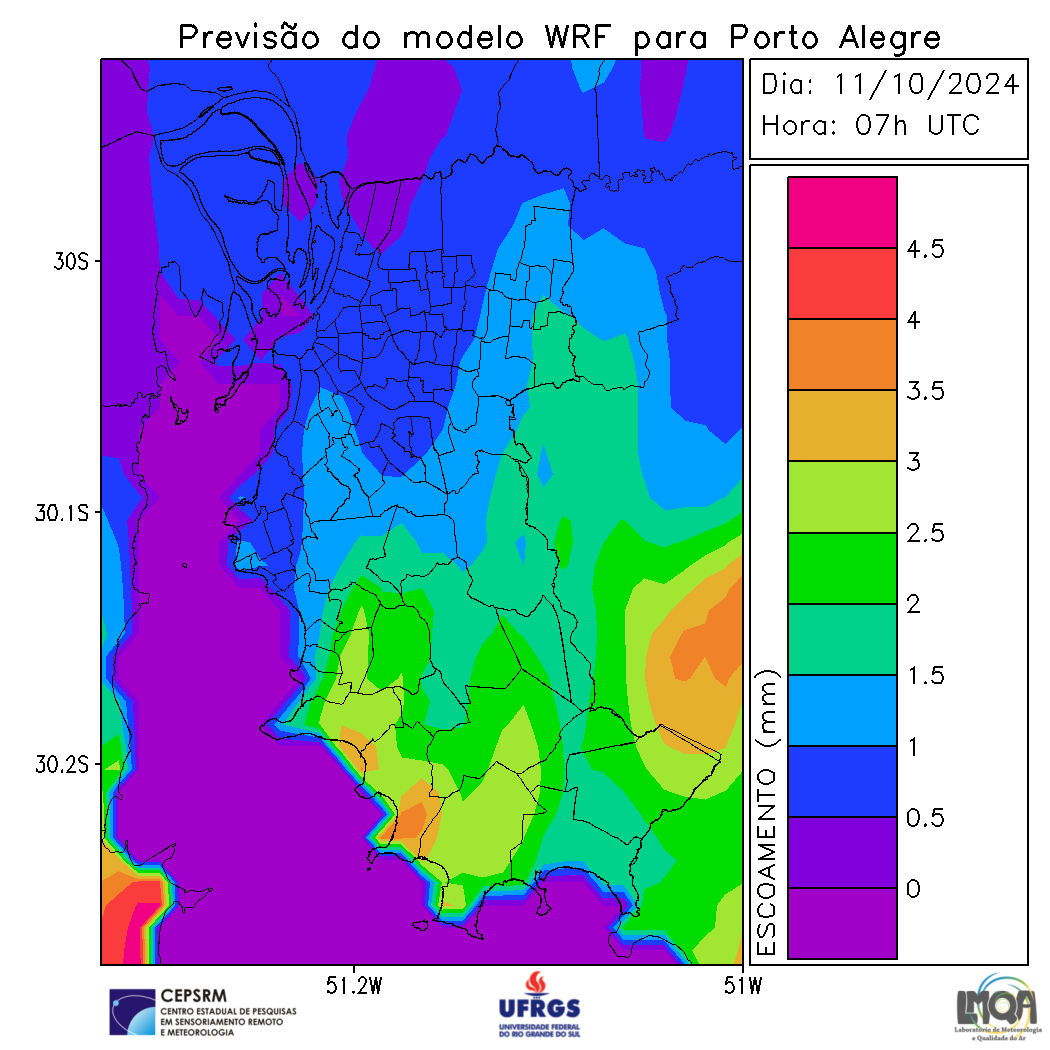 Previsão do modelo WRF para Porto Alegre
Dia: 11/10/2024
Hora: 07h UTC
30S
30.1S
30.2S
51.2W
51W
ESCOAMENTO (mm)
4.5
4
3.5
3
2.5
2
1.5
1
0.5
0
CEPSRM
CENTRO ESTADUAL DE PESQUISAS
EM SENSORIAMENTO REMOTO
E METEOROLOGIA
UFRGS
UNIVERSIDADE FEDERAL
DO RIO GRANDE DO SUL
LMQA
Laboratório de Meteorologia
e Qualidade do Ar